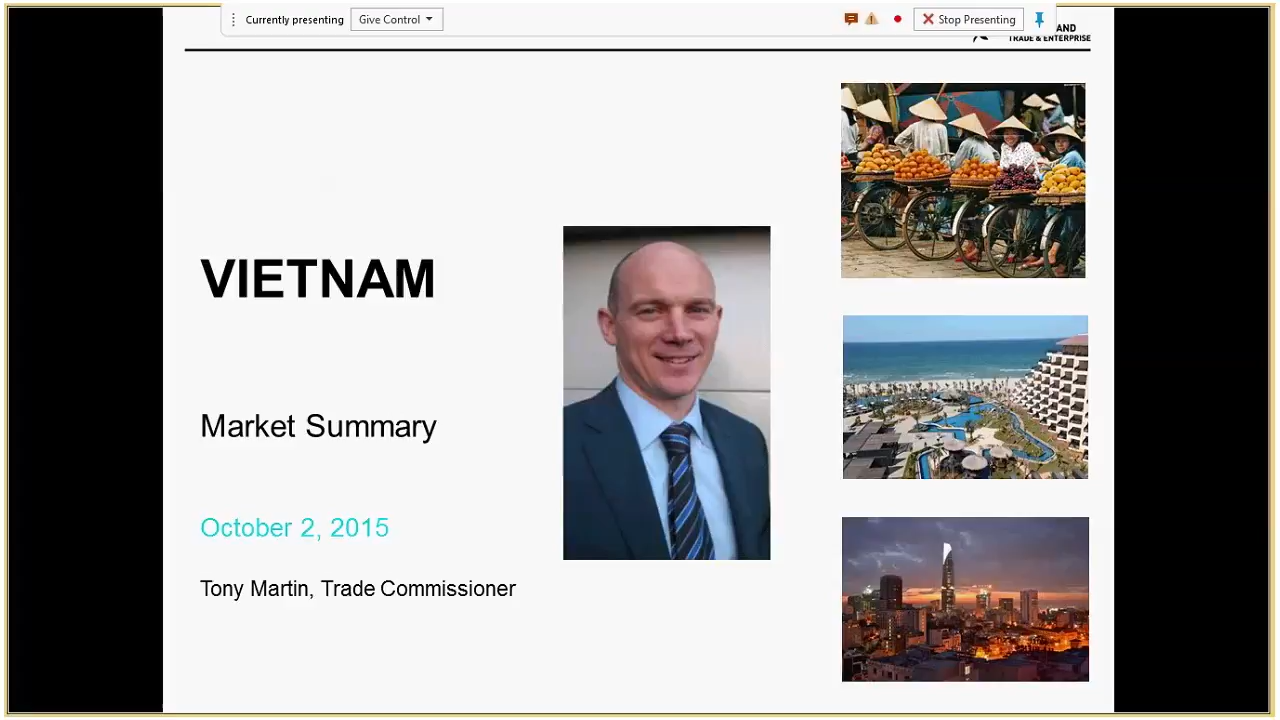 Currently presenting
Give Control
Stop Presenting
AND
TRADE & ENTERPRISE
VIETNAM
Market Summary
October 2, 2015
Tony Martin, Trade Commissioner